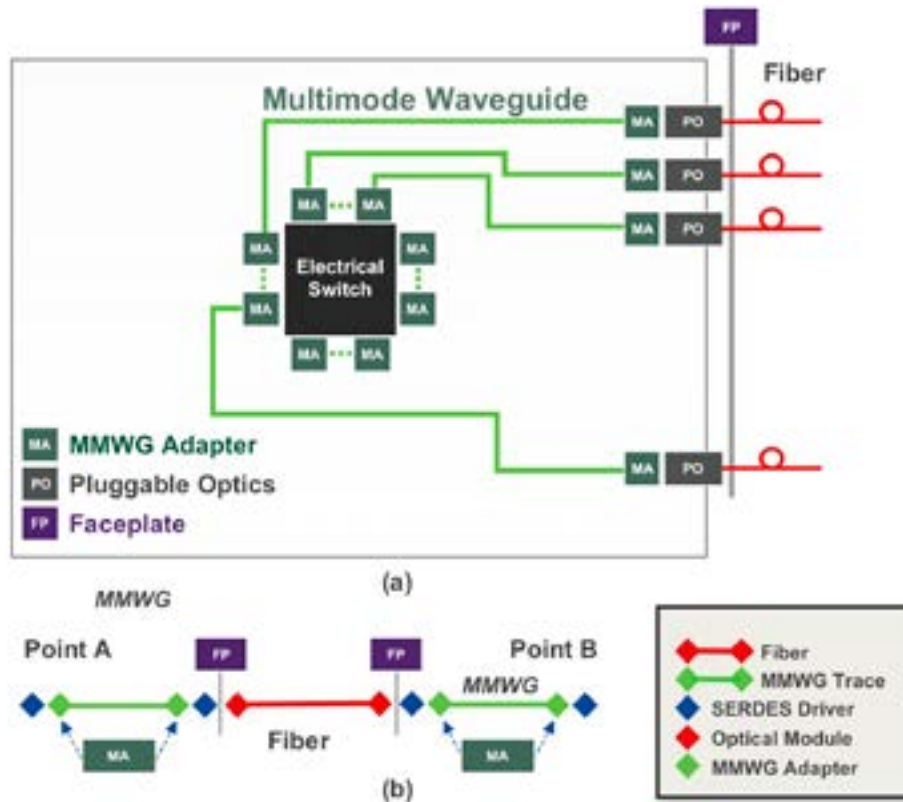 FP
Fiber
Multimode Waveguide
MA PO
MA PO
MA MA
MA PO
MA MA
Electrical
Switch
MA MA
MA MA
MA PO
MA MMWG Adapter
PO Pluggable Optics
FP Faceplate
(a)
MMWG
Point A FP FP Point B
MMWG
Fiber
MA MA
(b)
Fiber
MMWG Trace
SERDES Driver
Optical Module
MMWG Adapter